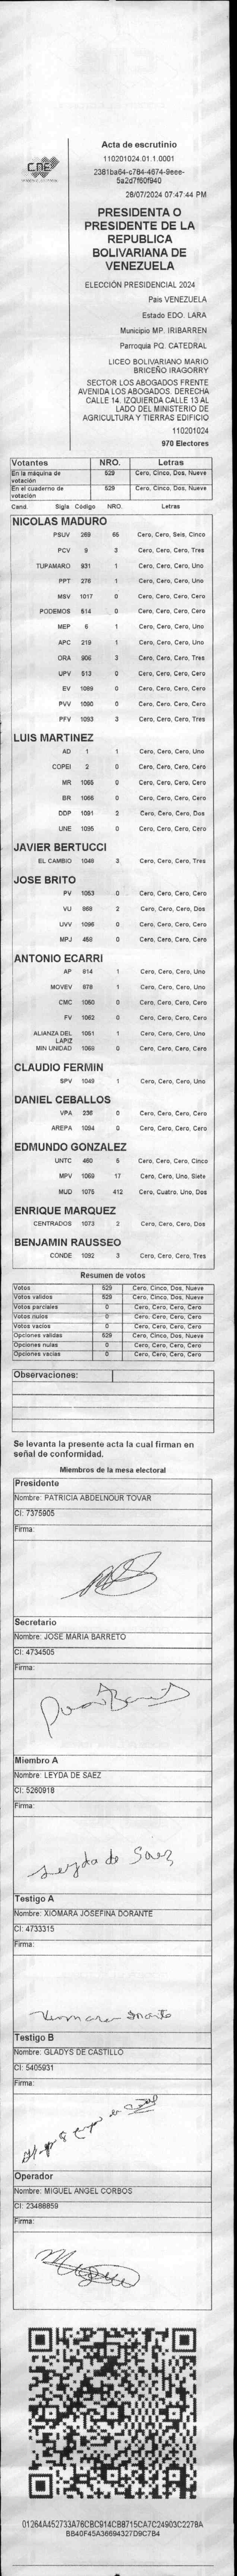 CNE
Acta de escrutinio
110201024.01.1.0001
2381ba64-c784-4674-9eee-
5a2d7f60f940
28/07/2024 07:47:44 PM
PRESIDENTA O
PRESIDENTE DE LA
REPUBLICA
BOLIVARIANA DE
VENEZUELA
ELECCIÓN PRESIDENCIAL 2024
Pais VENEZUELA
Estado EDO. LARA
Municipio MP. IRIBARREN
Parroquia PQ. CATEDRAL
LICEO BOLIVARIANO MARIO
BRICEÑO IRAGORRY
SECTOR LOS ABOGADOS FRENTE
AVENIDA LOS ABOGADOS. DERECHA
CALLE 14. IZQUIERDA CALLE 13 AL
LADO DEL MINISTERIO DE
AGRICULTURA Y TIERRAS EDIFICIO
110201024
970 Electores
Votantes NRO. Letras
En la máquina de votación 529 Cero, Cinco, Dos, Nueve
En el cuaderno de votación 529 Cero, Cinco, Dos, Nueve
Cand. Sigla Codigo NRO. Letras
NICOLAS MADURO
PSUV 269 65 Cero, Cero, Seis, Cinco
PCV 9 3 Cero, Cero, Cero, Tres
TUPAMARO 931 1 Cero, Cero, Cero, Uno
PPT 276 1 Cero, Cero, Cero, Uno
MSV 1017 0 Cero, Cero, Cero, Cero
PODEMOS 514 0 Cero, Cero, Cero, Cero
MEP 6 1 Cero, Cero, Cero, Uno
APC 219 1 Cero, Cero, Cero, Uno
ORA 906 3 Cero, Cero, Cero, Tres
UPV 513 0 Cero, Cero, Cero, Cero
EV 1089 0 Cero, Cero, Cero, Cero
PVV 1090 0 Cero, Cero, Cero, Cero
PFV 1093 3 Cero, Cero, Cero, Tres
LUIS MARTINEZ
AD 1 1 Cero, Cero, Cero, Uno
COPEI 2 0 Cero, Cero, Cero, Cero
MR 1065 0 Cero, Cero, Cero, Cero
BR 1066 0 Cero, Cero, Cero, Cero
DDP 1091 2 Cero, Cero, Cero, Dos
UNE 1095 0 Cero, Cero, Cero, Cero
JAVIER BERTUCCI
EL CAMBIO 1049 3 Cero, Cero, Cero, Tres
JOSE BRITO
PV 1053 0 Cero, Cero, Cero, Cero
VU 868 2 Cero, Cero, Cero, Dos
UVV 1096 0 Cero, Cero, Cero, Cero
MPJ 459 0 Cero, Cero, Cero, Cero
ANTONIO ECARRI
AP 814 1 Cero, Cero, Cero, Uno
MOVEV 878 1 Cero, Cero, Cero, Uno
CMC 1060 0 Cero, Cero, Cero, Cero
FV 1062 0 Cero, Cero, Cero, Cero
ALIANZA DEL LAPIZ 1051 1 Cero, Cero, Cero, Uno
MIN UNIDAD 1069 0 Cero, Cero, Cero, Cero
CLAUDIO FERMIN
SPV 1049 1 Cero, Cero, Cero, Uno
DANIEL CEBALLOS
VPA 238 0 Cero, Cero, Cero, Cero
AREPA 1094 0 Cero, Cero, Cero, Cero
EDMUNDO GONZALEZ
UNTC 460 5 Cero, Cero, Cero, Cinco
MPV 1069 17 Cero, Cero, Uno, Siete
MUD 1075 412 Cero, Cuatro, Uno, Dos
ENRIQUE MARQUEZ
CENTRADOS 1073 2 Cero, Cero, Cero, Dos
BENJAMIN RAUSSEO
CONDE 1092 3 Cero, Cero, Cero, Tres
Resumen de votos
Votos 529 Cero, Cinco, Dos, Nueve
Votos validos 529 Cero, Cinco, Dos, Nueve
Votos parciales 0 Cero, Cero, Cero, Cero
Votos nulos 0 Cero, Cero, Cero, Cero
Votos vacios 0 Cero, Cero, Cero, Cero
Opciones validas 529 Cero, Cinco, Dos, Nueve
Opciones nulas 0 Cero, Cero, Cero, Cero
Opciones vacias 0 Cero, Cero, Cero, Cero
Observaciones:
Se levanta la presente acta la cual firman en
señal de conformidad.
Miembros de la mesa electoral
Presidente
Nombre: PATRICIA ABDELNOUR TOVAR
CI: 7375905
Firma:
Secretario
Nombre: JOSE MARIA BARRETO
CI: 4734505
Firma:
Miembro A
Nombre: LEYDA DE SAEZ
CI: 5260918
Firma:
Leyda de Saez
Testigo A
Nombre: XIOMARA JOSEFINA DORANTE
CI: 4733315
Firma:
Testigo B
Nombre: GLADYS DE CASTILLO
CI: 5405931
Firma:
Operador
Nombre: MIGUEL ANGEL CORBOS
CI: 23488859
Firma:
01264A452733A76CBC914CB8715CA7C24903C2278A
BB40F45A36694327D9C7B4